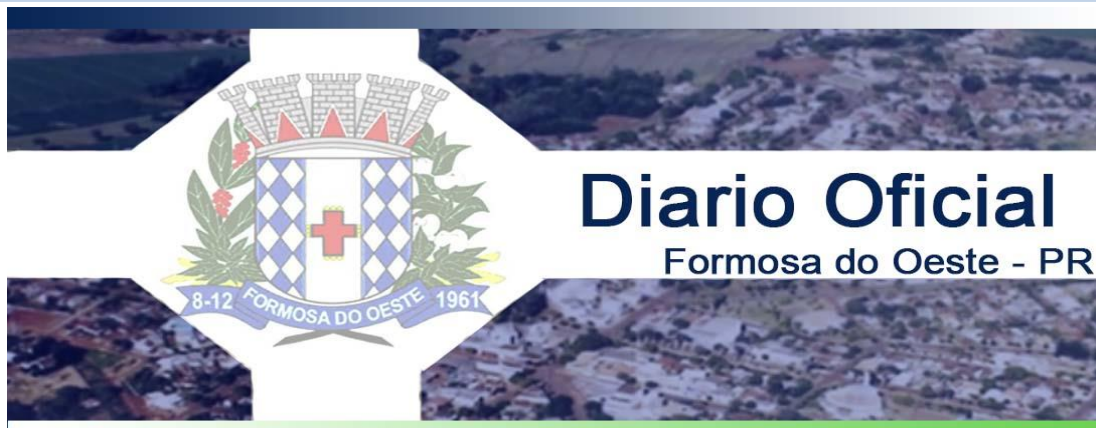 Diario Oficial
Formosa do Oeste - PR
8-12 FORMOSA DO OESTE 1961